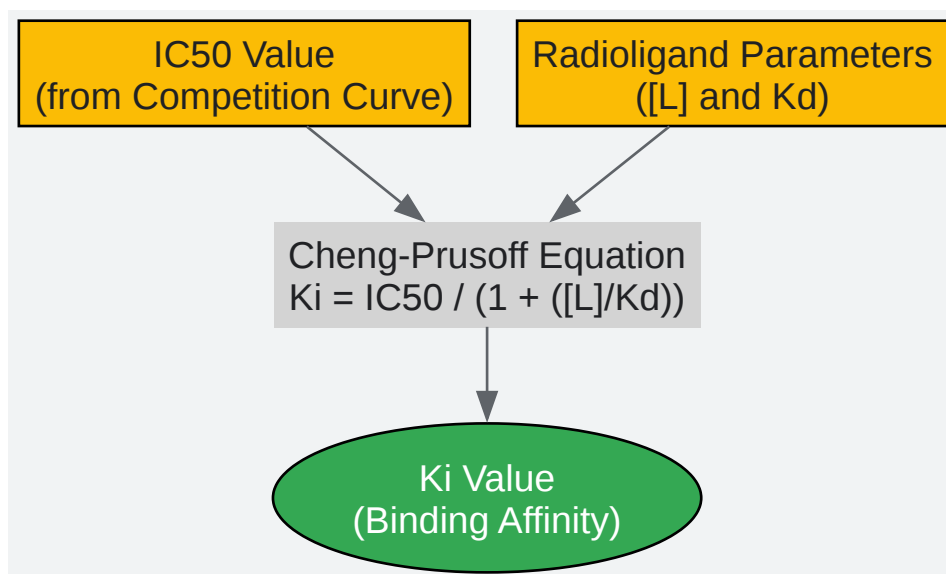 IC50 Value
(from Competition Curve)
Radioligand Parameters
([L] and Kd)
Cheng-Prusoff Equation
Ki = IC50 / (1 + ([L]/Kd))
Ki Value
(Binding Affinity)